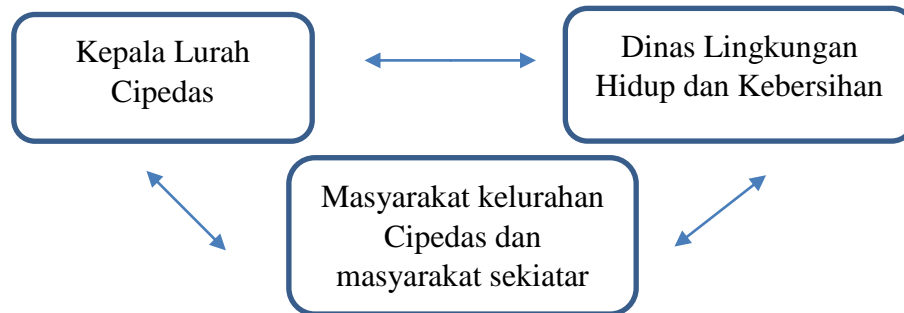 Kepala Lurah
Cipedas
Dinas Lingkungan
Hidup dan Kebersihan
Masyarakat kelurahan
Cipedas dan
masyarakat sekiatar